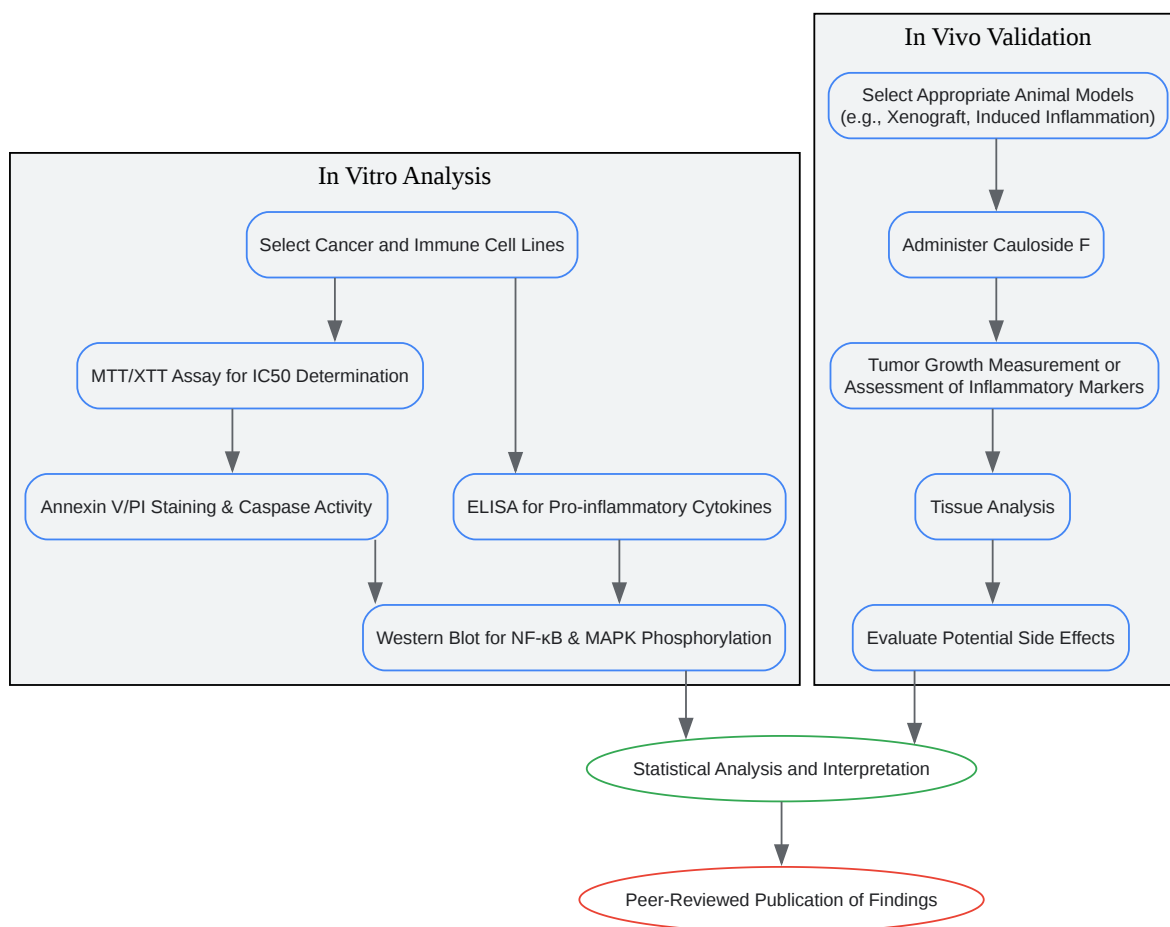 In Vitro Analysis
Select Cancer and Immune Cell Lines
MTT/XTT Assay for IC50 Determination
Annexin V/PI Staining & Caspase Activity
ELISA for Pro-inflammatory Cytokines
Western Blot for NF-κB & MAPK Phosphorylation
In Vivo Validation
Select Appropriate Animal Models
(e.g., Xenograft, Induced Inflammation)
Administer Cauloside F
Tumor Growth Measurement or
Assessment of Inflammatory Markers
Tissue Analysis
Evaluate Potential Side Effects
Statistical Analysis and Interpretation
Peer-Reviewed Publication of Findings